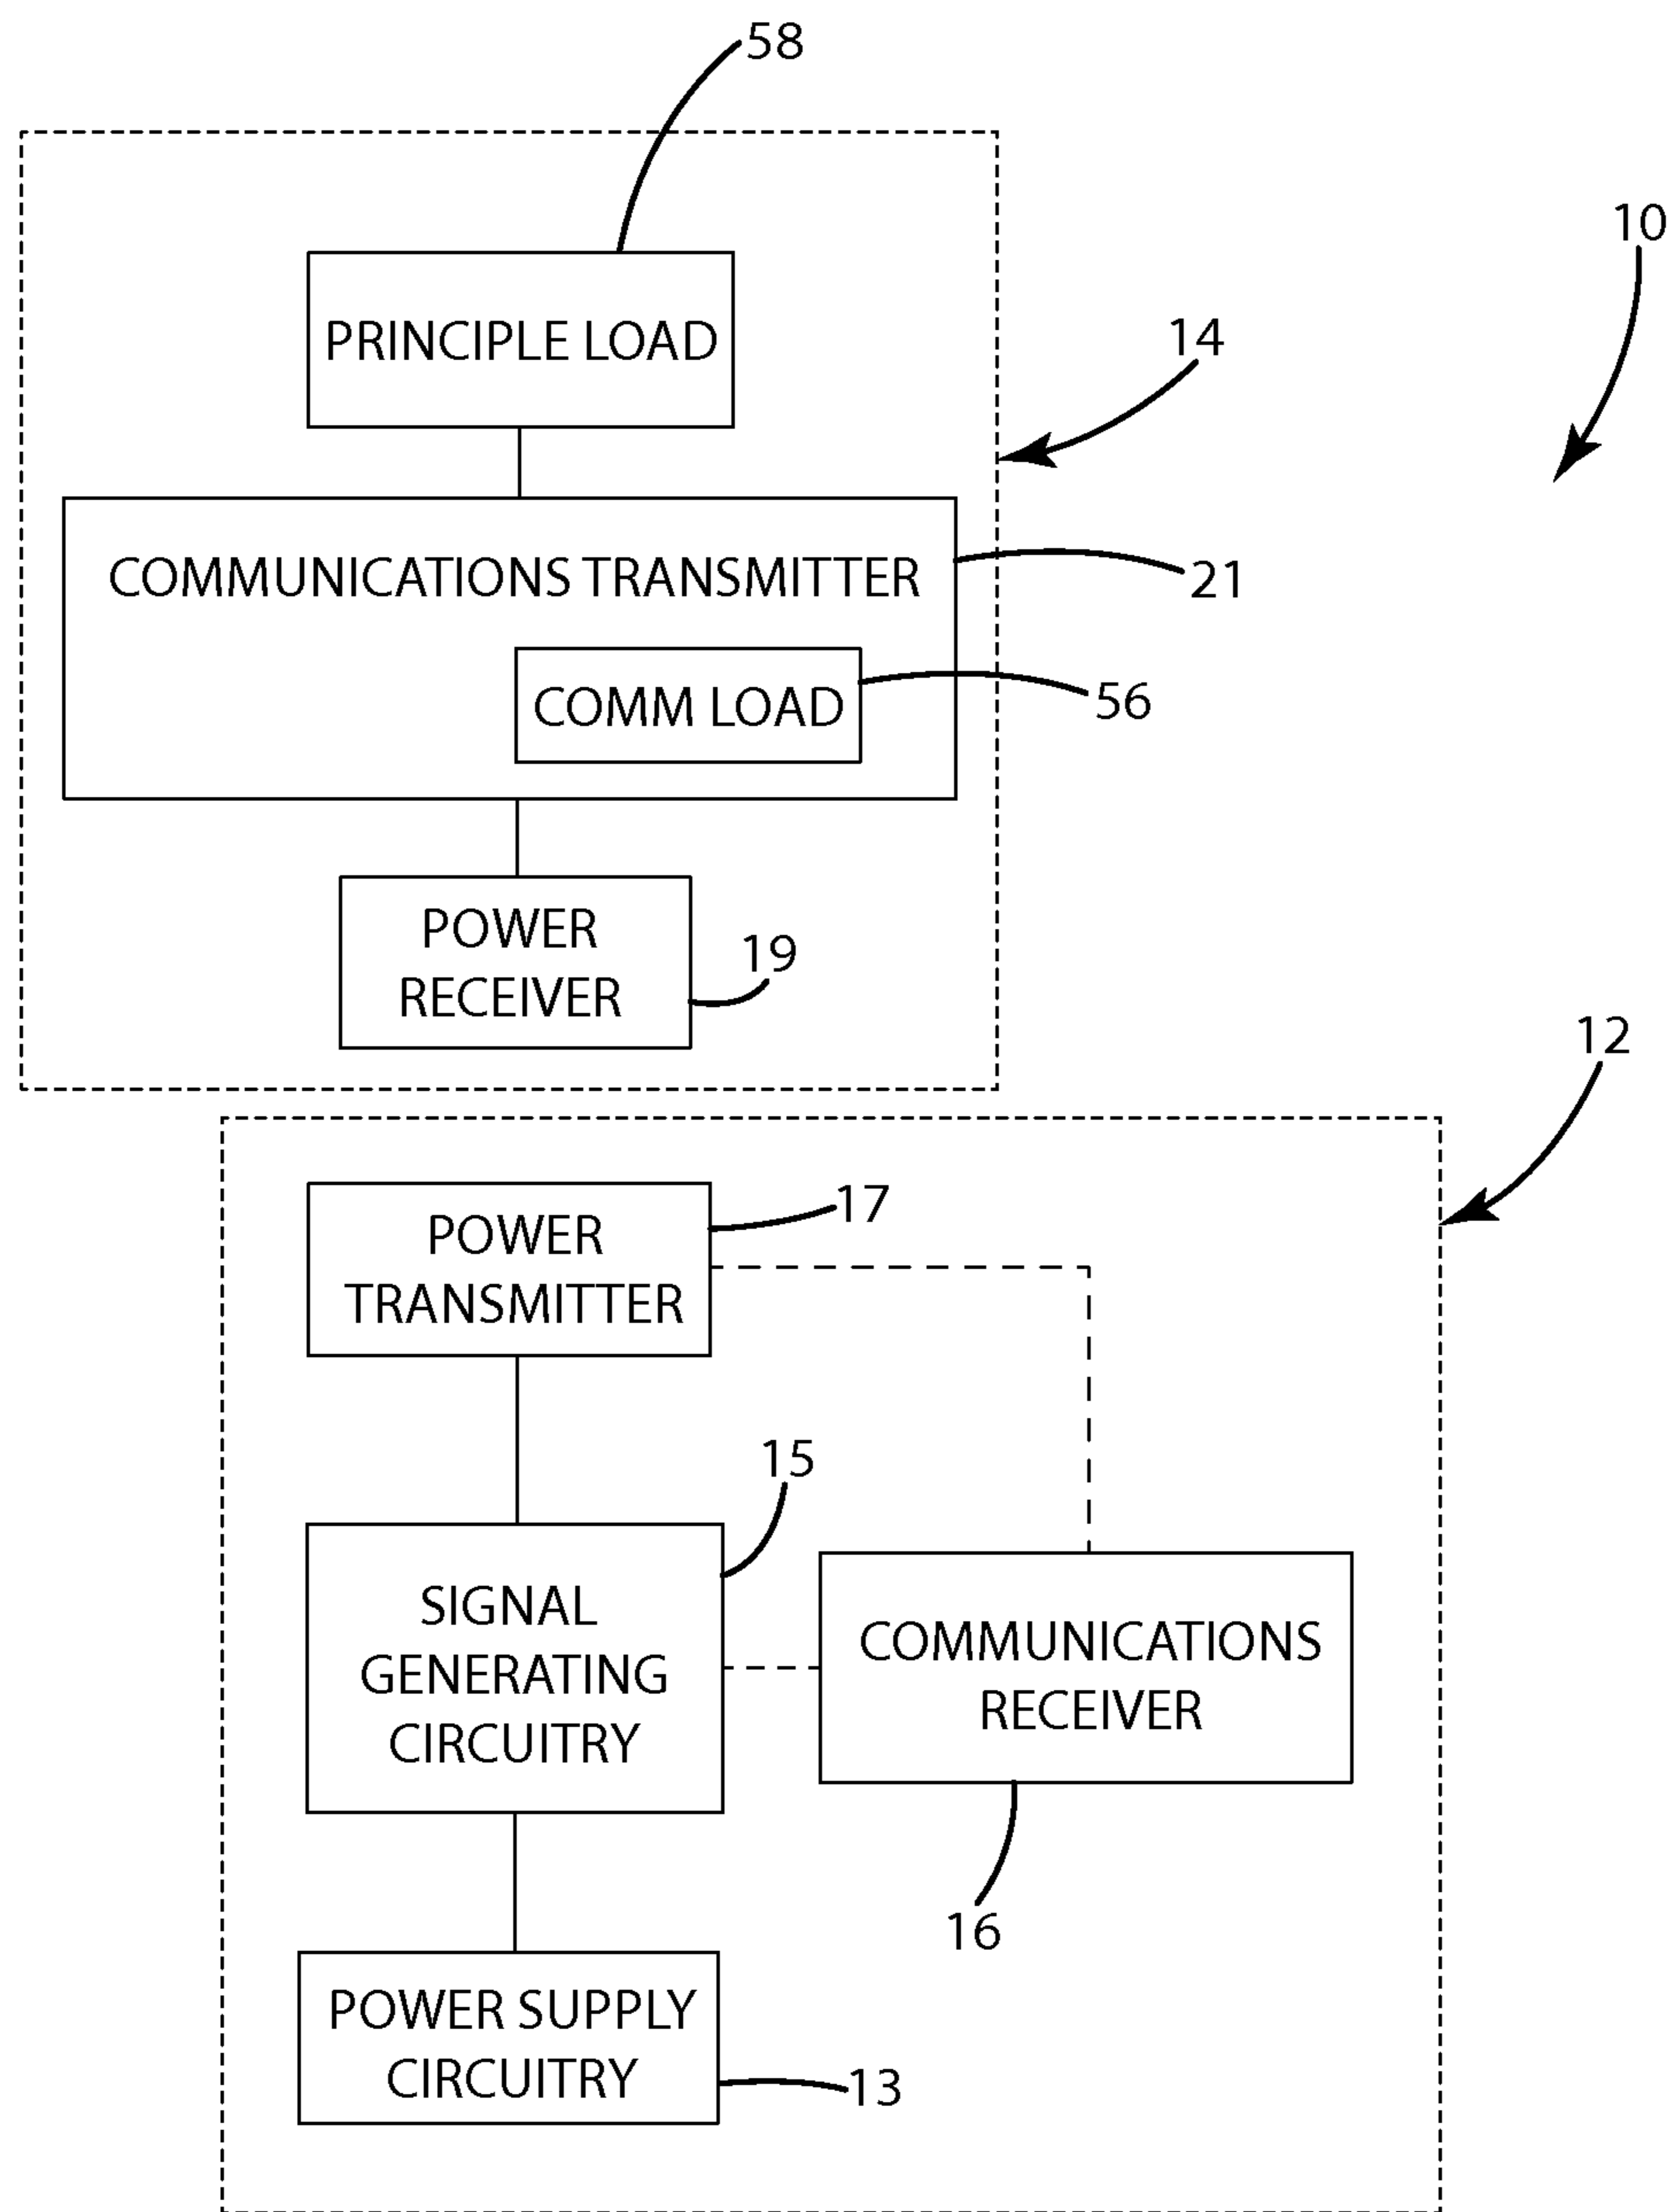 58
10
PRINCIPLE LOAD
14
COMMUNICATIONS TRANSMITTER
21
COMM LOAD
56
POWER
RECEIVER
19
12
POWER
TRANSMITTER
17
15
SIGNAL
GENERATING
CIRCUITRY
COMMUNICATIONS
RECEIVER
16
POWER SUPPLY
CIRCUITRY
13